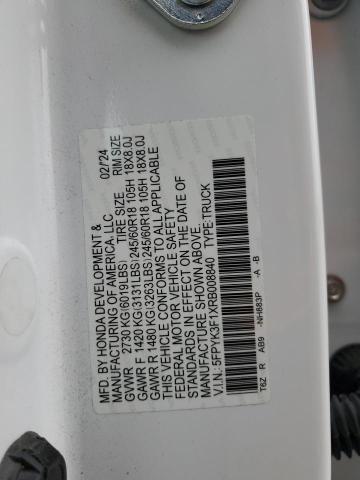 MFD. BY HONDA DEVELOPMENT & 02/'24
MANUFACTURING OF AMERICA, LLC.
GVWR 2730 KG(6019LBS) TIRE SIZE RIM SIZE
GAWR F 1420 KG(3131LBS)245/60R18 105H 18X8.0J
GAWR R 1480 KG(3263LBS)245/60R18 105H 18X8.0J
THIS VEHICLE CONFORMS TO ALL APPLICABLE
FEDERAL MOTOR VEHICLE SAFETY
STANDARDS IN EFFECT ON THE DATE OF
MANUFACTURE SHOWN ABOVE.
V.I.N.: 5FPYK3F1XRB008840 TYPE:TRUCK
T6Z R AB9 -NH883P -A -B